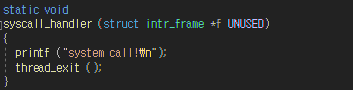 static void
syscall_handler (struct intr_frame *f UNUSED)
{
  printf ("system call!₩n");
  thread_exit ();
}